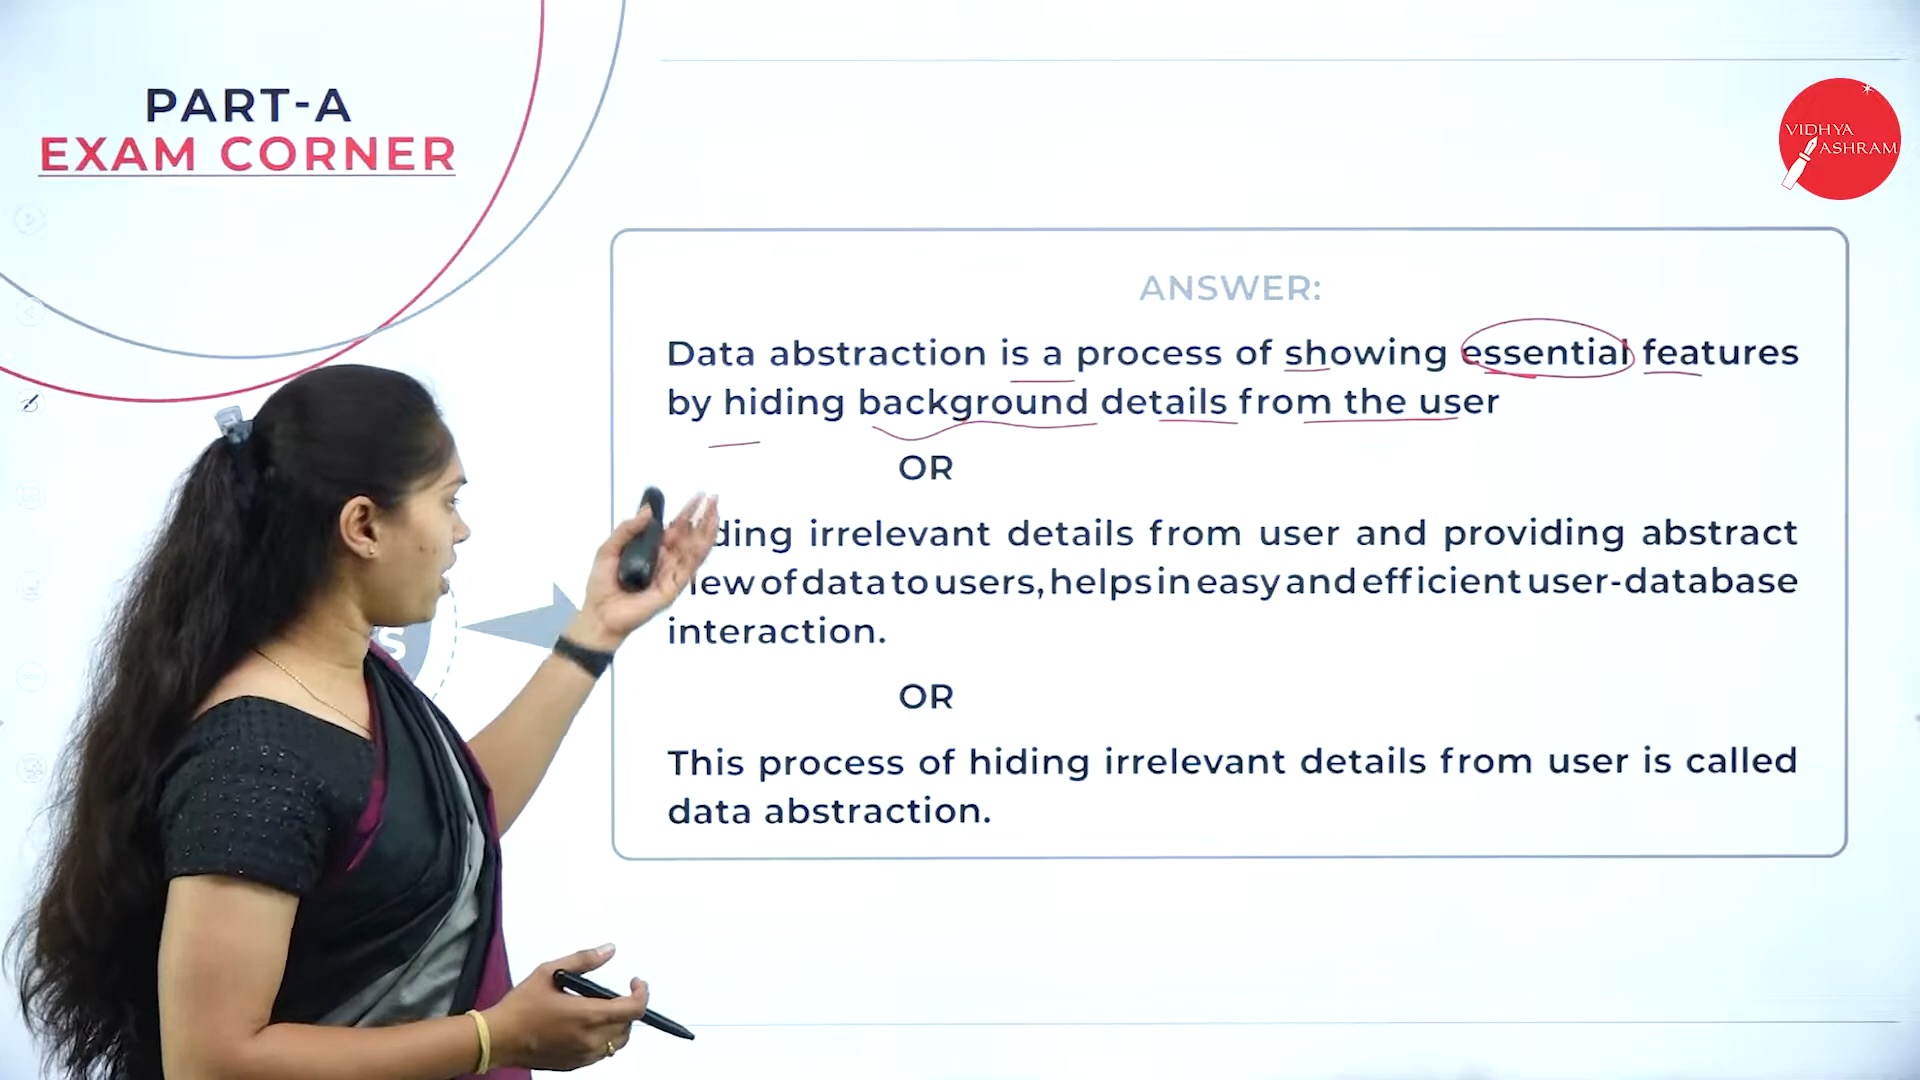 PART-A
EXAM CORNER
VIDHYA
ASHRAM
ANSWER:
Data abstraction is a process of showing essential features
by hiding background details from the user
OR
irrelevant details from user and providing abstract
of data to users, helps in easy and efficient user-database
interaction.
OR
This process of hiding irrelevant details from user is called
data abstraction.